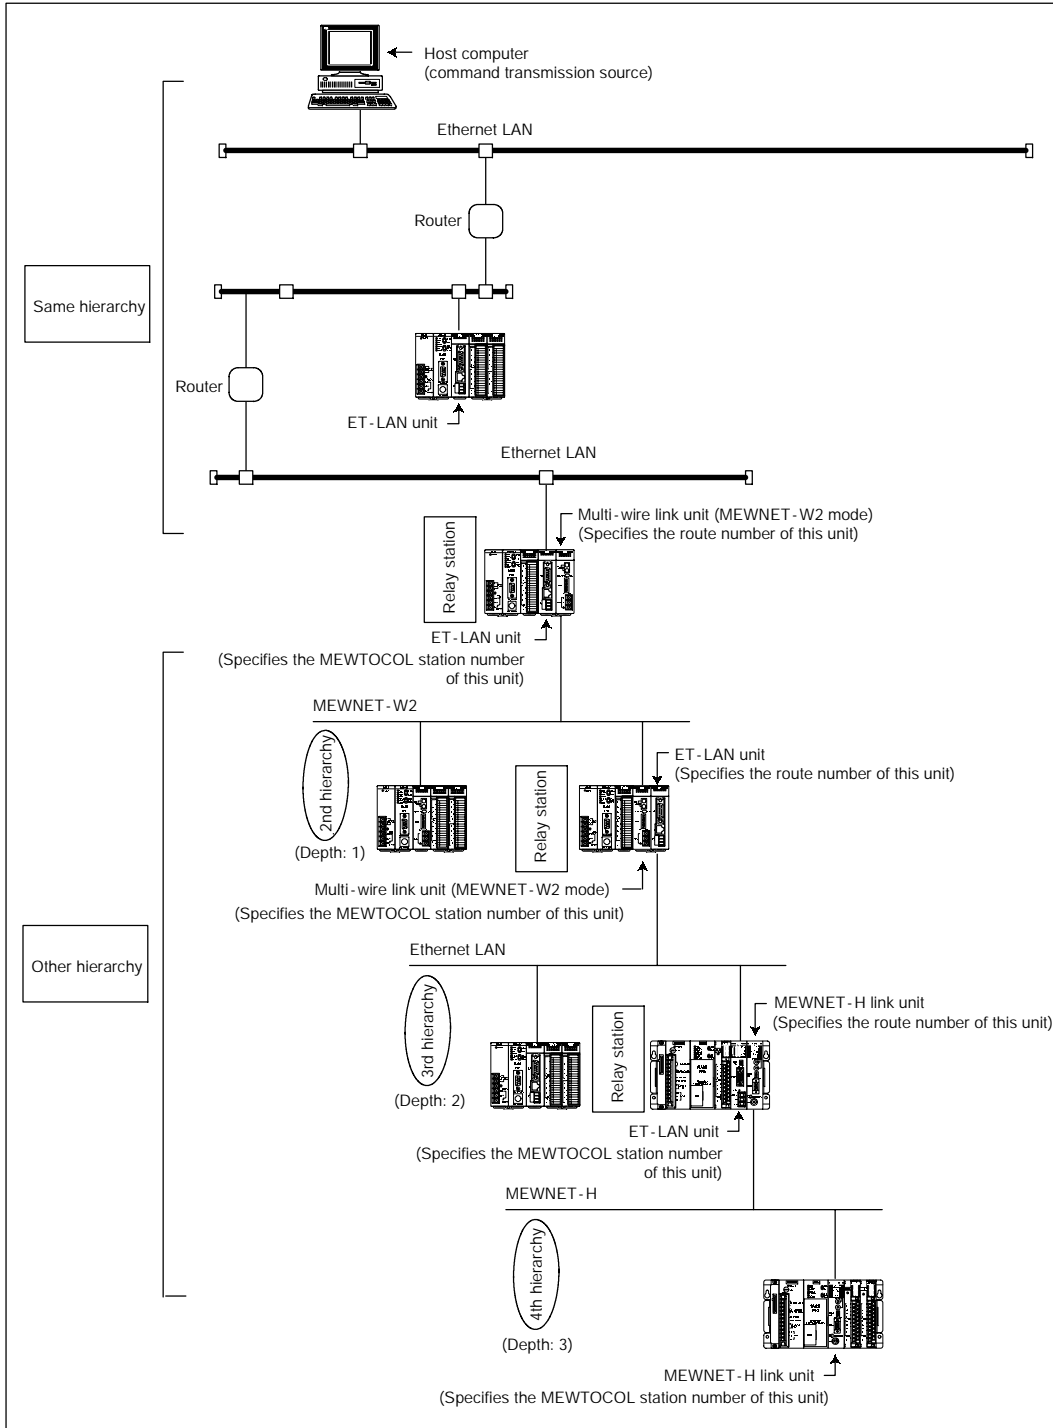 Host computer
(command transmission source)
Ethernet LAN
Router
Same hierarchy
Router
ET-LAN unit
Ethernet LAN
Multi-wire link unit (MEWNET-W2 mode)
(Specifies the route number of this unit)
Relay station
ET-LAN unit
(Specifies the MEWTOCOL station number
of this unit)
MEWNET-W2
2nd hierarchy
(Depth: 1)
Relay station
ET-LAN unit
(Specifies the route number of this unit)
Multi-wire link unit (MEWNET-W2 mode)
(Specifies the MEWTOCOL station number of this unit)
Other hierarchy
Ethernet LAN
3rd hierarchy
(Depth: 2)
Relay station
MEWNET-H link unit
(Specifies the route number of this unit)
ET-LAN unit
(Specifies the MEWTOCOL station number
of this unit)
MEWNET-H
4th hierarchy
(Depth: 3)
MEWNET-H link unit
(Specifies the MEWTOCOL station number of this unit)